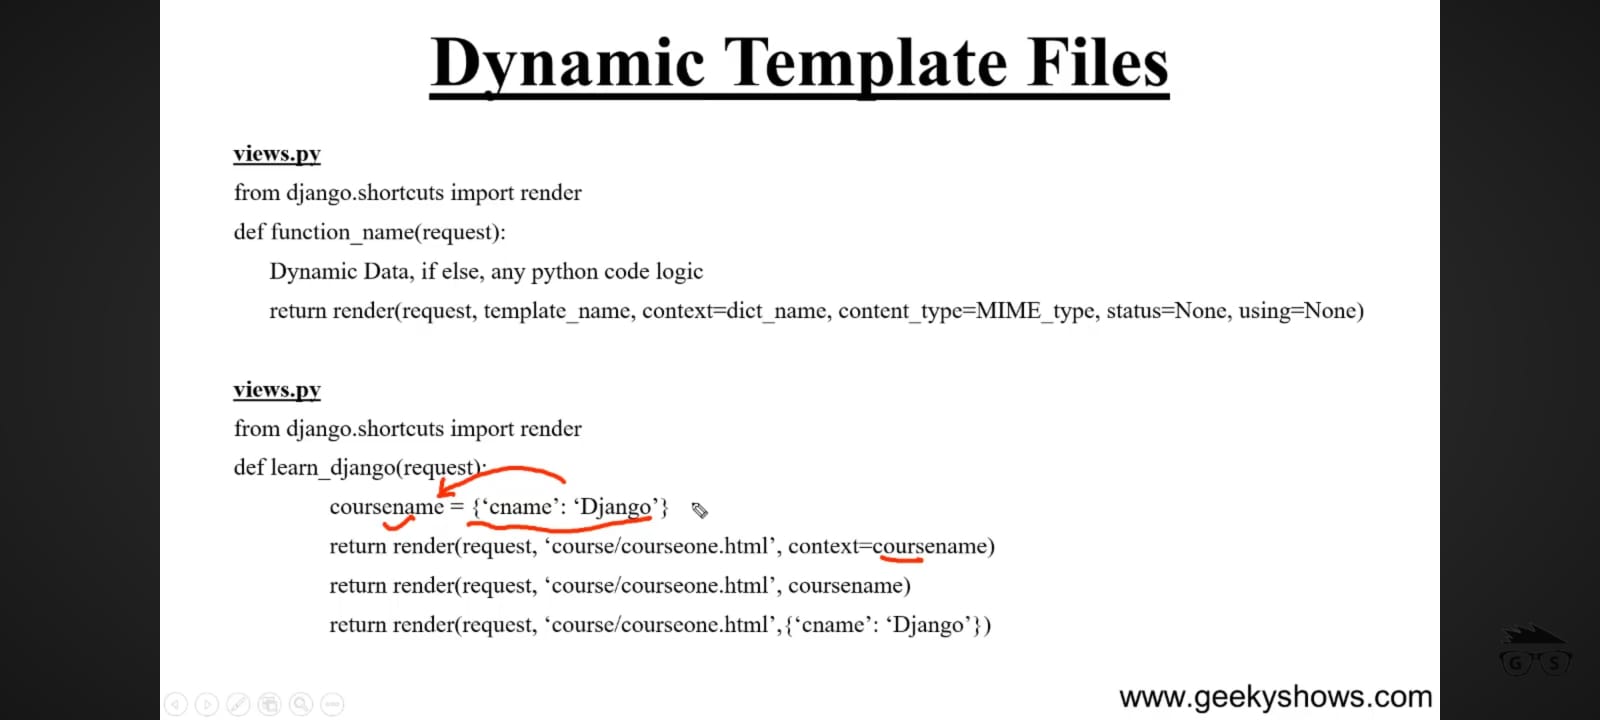 Dynamic Template Files
views.py
from django.shortcuts import render
def function_name(request):
Dynamic Data, if else, any python code logic
return render(request, template_name, context=dict_name, content_type=MIME_type, status=None, using=None)
views.py
from django.shortcuts import render
def learn_django(request):
coursename = {‘cname’: ‘Django’}
return render(request, ‘course/courseone.html’, context=coursename)
return render(request, ‘course/courseone.html’, coursename)
return render(request, ‘course/courseone.html’,{‘cname’: ‘Django’})
G S
www.geekyshows.com